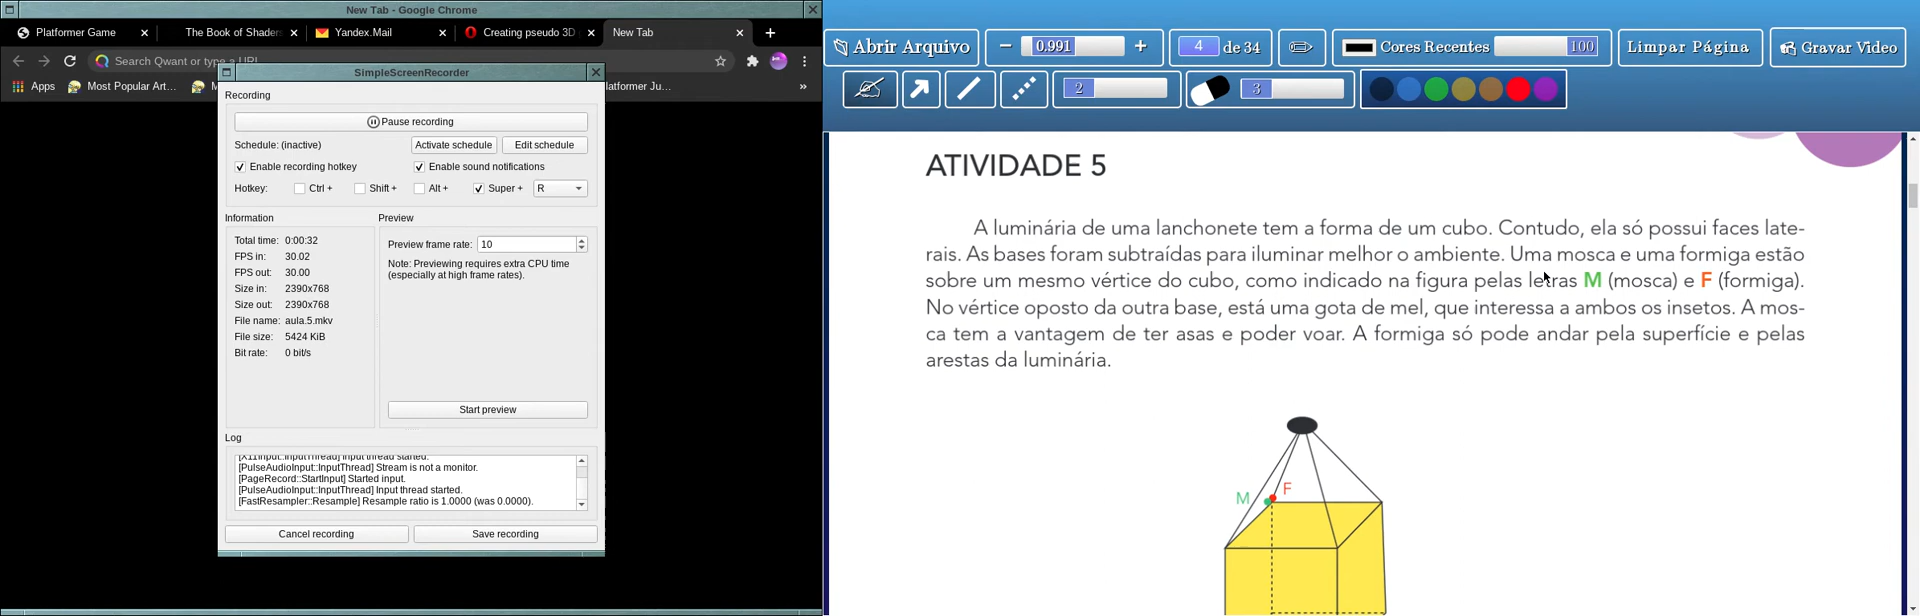 New Tab - Google Chrome
Platformer Game
The Book of Shaders
Yandex.Mail
Creating pseudo 3D
New Tab
Search Qwant or type a URL
Apps
Most Popular Art...
M
latformer Ju...
»
SimpleScreenRecorder
Recording
Pause recording
Schedule: (inactive)
Activate schedule
Edit schedule
Enable recording hotkey
Enable sound notifications
Hotkey:
Ctrl +
Shift +
Alt +
Super +
R
Information
Total time: 0:00:32
FPS in: 30.02
FPS out: 30.00
Size in: 2390x768
Size out: 2390x768
File name: aula.5.mkv
File size: 5424 KiB
Bit rate: 0 bit/s
Preview
Preview frame rate: 10
Note: Previewing requires extra CPU time
(especially at high frame rates).
Start preview
Log
[X11Input::InputThread] Input thread started.
[PulseAudioInput::InputThread] Stream is not a monitor.
[PageRecord::StartInput] Started input.
[PulseAudioInput::InputThread] Input thread started.
[FastResampler::Resample] Resample ratio is 1.0000 (was 0.0000).
Cancel recording
Save recording
Abrir Arquivo
0.991
4 de 34
Cores Recentes
100
Limpar Página
Gravar Video
2
3
ATIVIDADE 5
A luminária de uma lanchonete tem a forma de um cubo. Contudo, ela só possui faces late-
rais. As bases foram subtraídas para iluminar melhor o ambiente. Uma mosca e uma formiga estão
sobre um mesmo vértice do cubo, como indicado na figura pelas letras M (mosca) e F (formiga).
No vértice oposto da outra base, está uma gota de mel, que interessa a ambos os insetos. A mos-
ca tem a vantagem de ter asas e poder voar. A formiga só pode andar pela superfície e pelas
arestas da luminária.
M
F